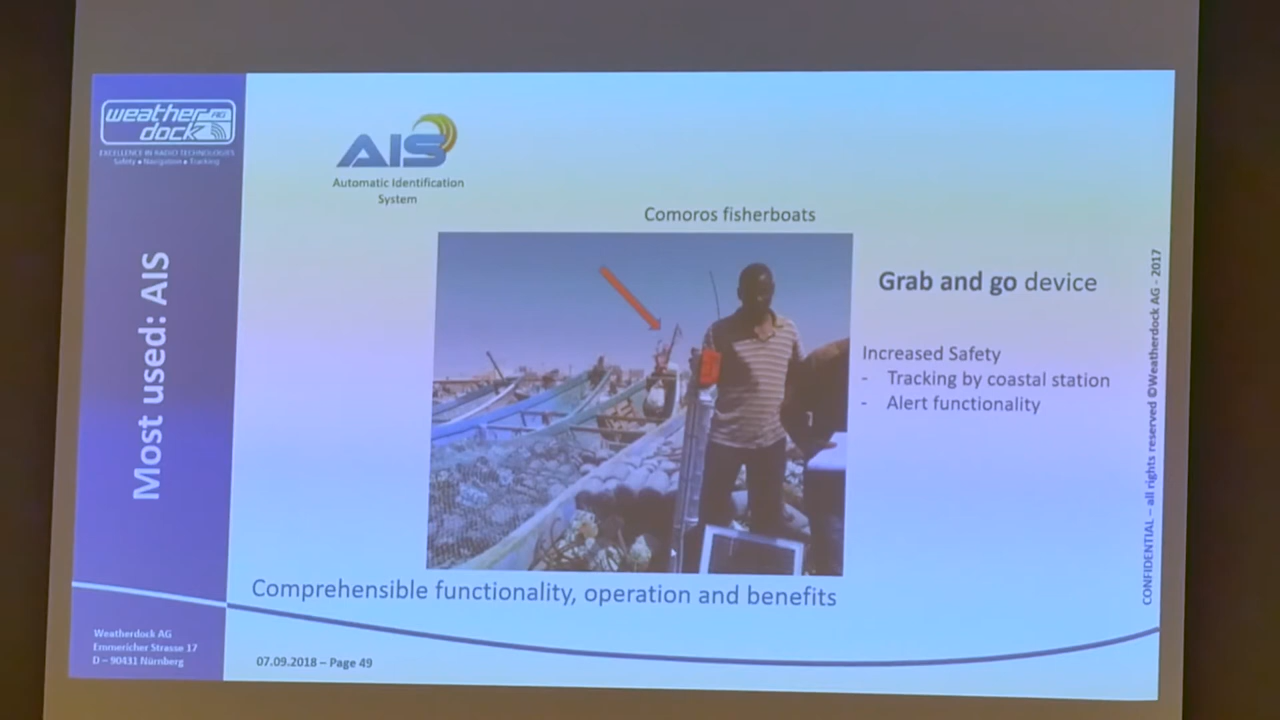 weather AG
dock
EXCELLENCE IN RADIO TECHNOLOGIES
Safety • Navigation • Tracking
Most used: AIS
AIS
Automatic Identification
System
Comoros fisherboats
Grab and go device
Increased Safety
- Tracking by coastal station
- Alert functionality
Comprehensible functionality, operation and benefits
CONFIDENTIAL – all rights reserved ©Weatherdock AG - 2017
Weatherdock AG
Emmericher Strasse 17
D – 90431 Nürnberg
07.09.2018 – Page 49